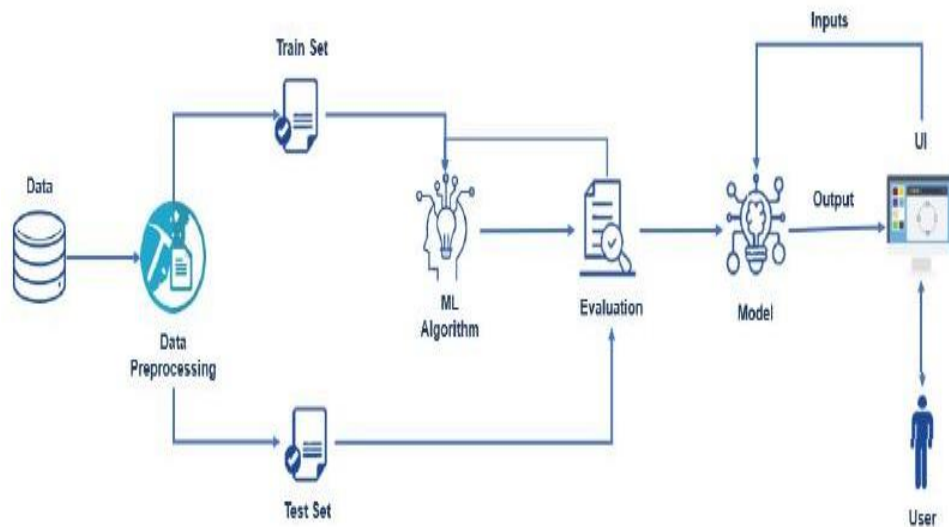 Train Set
Inputs
Data
UI
Output
ML
Algorithm
Evaluation
Model
Data
Preprocessing
Test Set
User